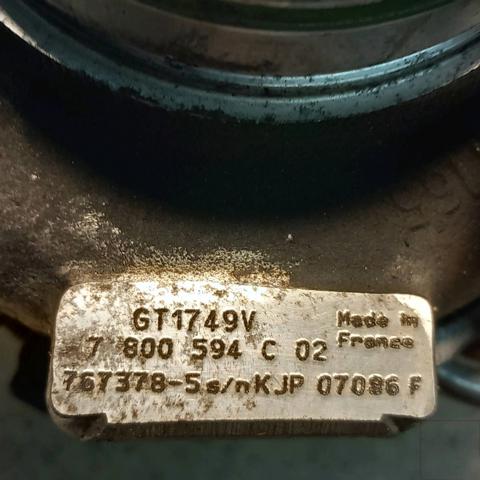 GT1749V
Made in
France
7 800 594 C 02
767378-5 s/n KJP 07086 F